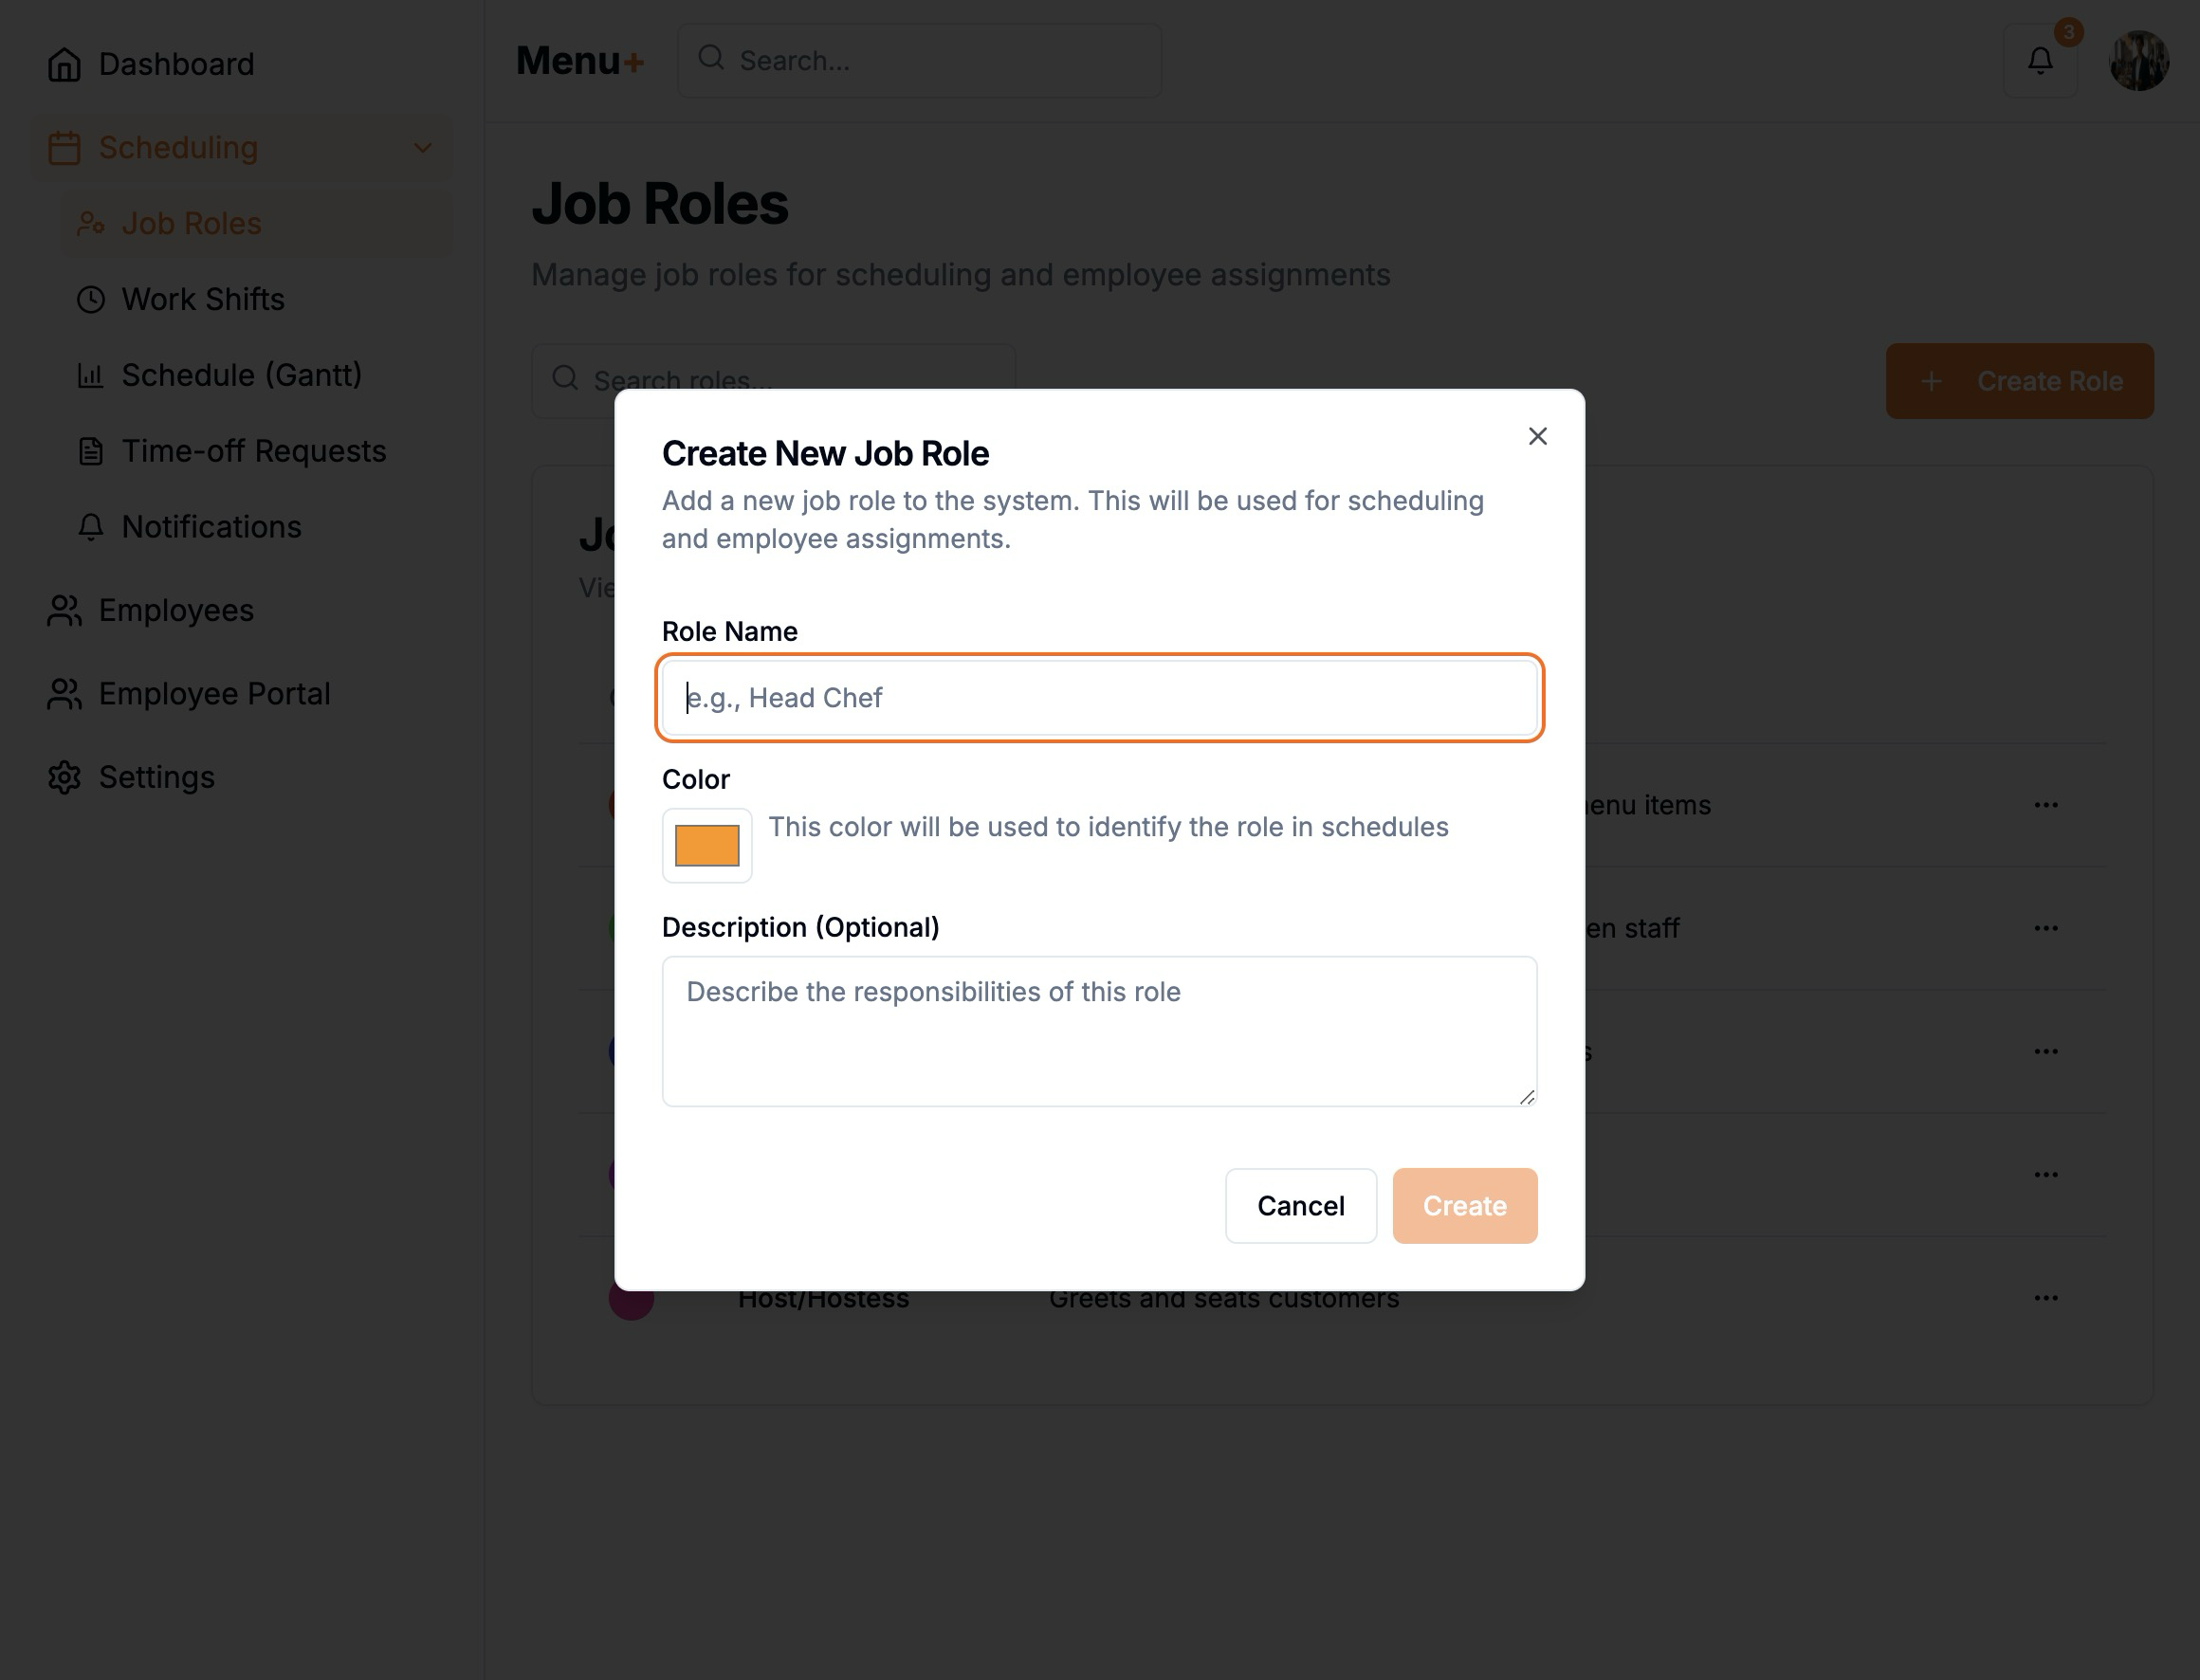 Dashboard
Scheduling
Job Roles
Work Shifts
Schedule (Gantt)
Time-off Requests
Notifications
Employees
Employee Portal
Settings
Menu+
Search...
3
Job Roles
Manage job roles for scheduling and employee assignments
Search roles...
Create Role
Create New Job Role
Add a new job role to the system. This will be used for scheduling
and employee assignments.
Role Name
e.g., Head Chef
Color
This color will be used to identify the role in schedules
Description (Optional)
Describe the responsibilities of this role
Cancel
Create
items
staff
Host/Hostess
Greets and seats customers